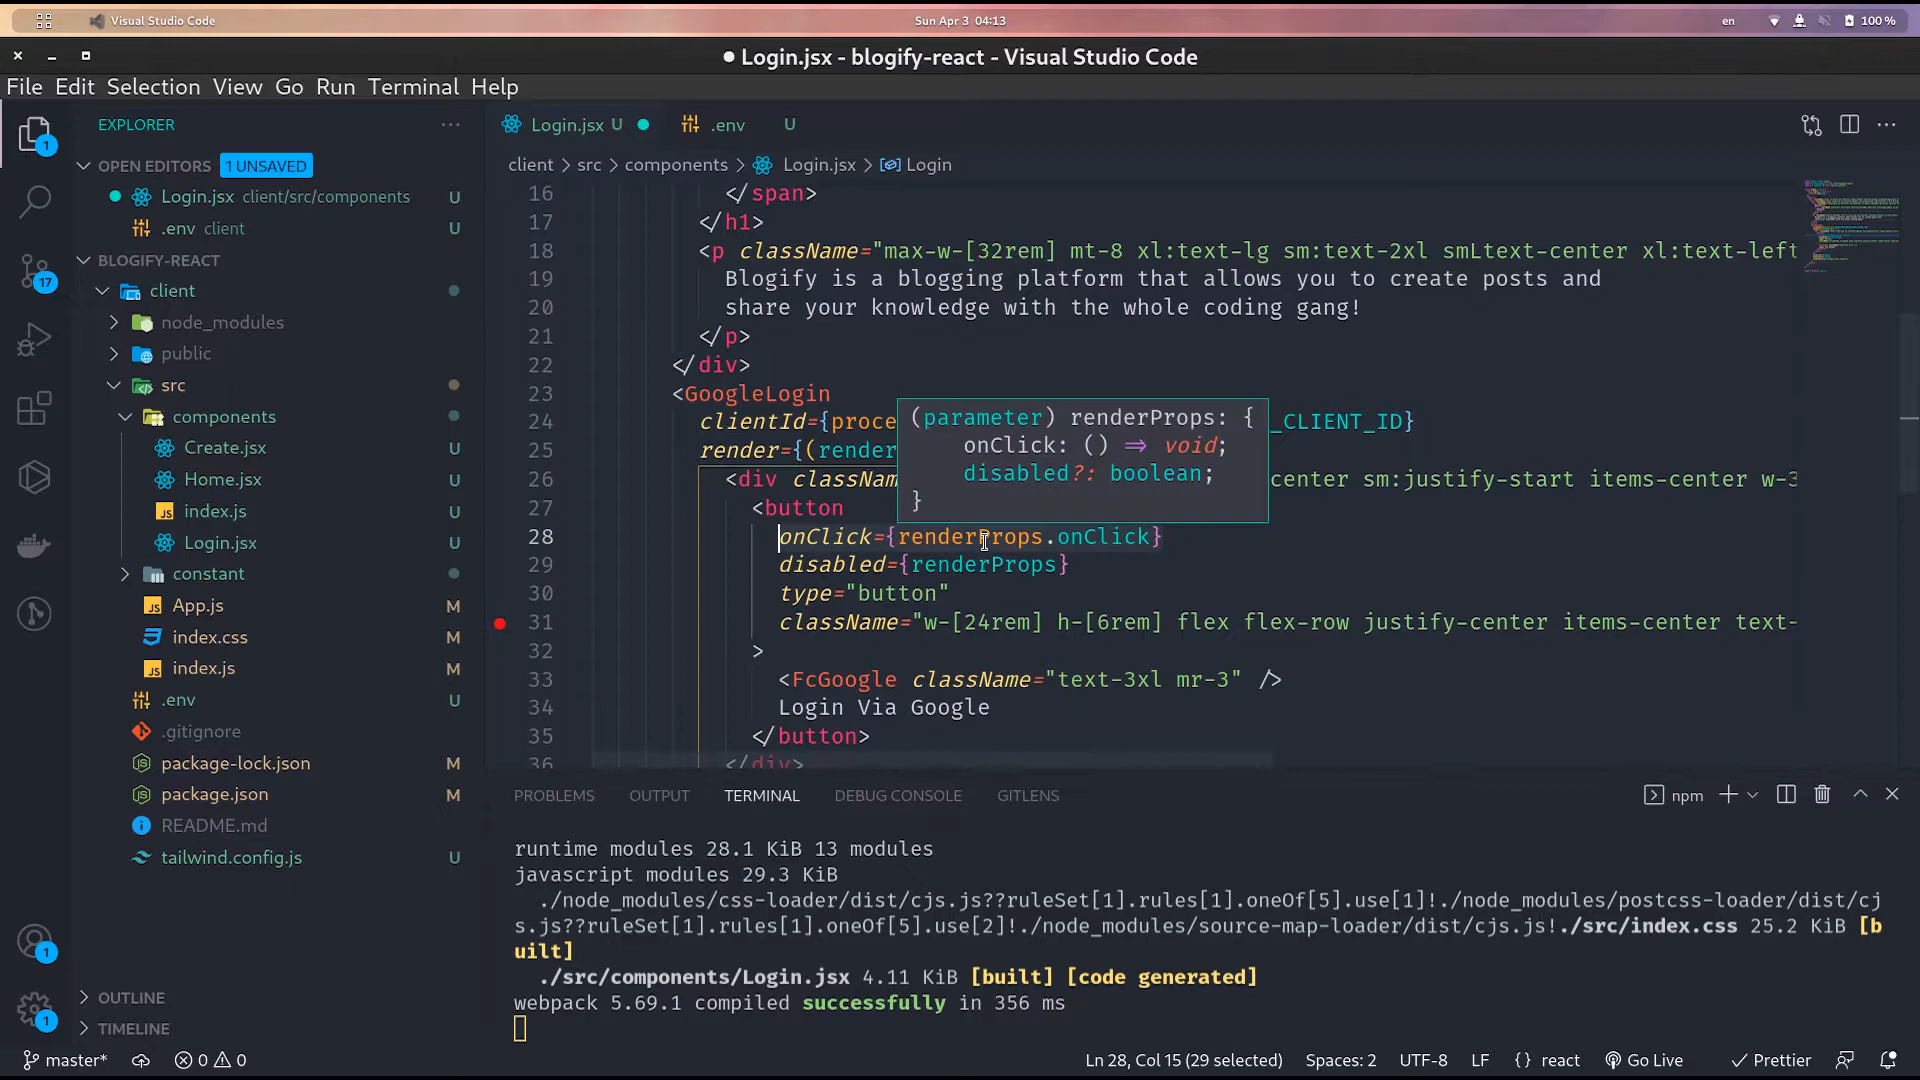 Visual Studio Code
Sun Apr 3 04:13
en
100 %
Login.jsx - blogify-react - Visual Studio Code
File Edit Selection View Go Run Terminal Help
EXPLORER
OPEN EDITORS 1 UNSAVED
Login.jsx client/src/components U
.env client U
BLOGIFY-REACT
client
node_modules
public
src
components
Create.jsx
Home.jsx
index.js
Login.jsx
constant
App.js M
index.css M
index.js M
.env
.gitignore
package-lock.json M
package.json M
README.md
tailwind.config.js U
OUTLINE
TIMELINE
1
17
1
1
Login.jsx U
.env U
client > src > components > Login.jsx > Login
16 </span>
17 </h1>
18 <p className="max-w-[32rem] mt-8 xl:text-lg sm:text-2xl smLtext-center xl:text-left
19 Blogify is a blogging platform that allows you to create posts and
20 share your knowledge with the whole coding gang!
21 </p>
22 </div>
23 <GoogleLogin
24 clientId={proce _CLIENT_ID}
25 render={(render
26 <div classNam center sm:justify-start items-center w-3
27 <button
28 onClick={renderProps.onClick}
29 disabled={renderProps}
30 type="button"
31 className="w-[24rem] h-[6rem] flex flex-row justify-center items-center text-
32 >
33 <FcGoogle className="text-3xl mr-3" />
34 Login Via Google
35 </button>
36 </div>
(parameter) renderProps: {
onClick: () => void;
disabled?: boolean;
}
PROBLEMS OUTPUT TERMINAL DEBUG CONSOLE GITLENS
npm
runtime modules 28.1 KiB 13 modules
javascript modules 29.3 KiB
./node_modules/css-loader/dist/cjs.js??ruleSet[1].rules[1].oneOf[5].use[1]!./node_modules/postcss-loader/dist/cj
s.js??ruleSet[1].rules[1].oneOf[5].use[2]!./node_modules/source-map-loader/dist/cjs.js!./src/index.css 25.2 KiB [b
uilt]
./src/components/Login.jsx 4.11 KiB [built] [code generated]
webpack 5.69.1 compiled successfully in 356 ms
master* 0 0
Ln 28, Col 15 (29 selected) Spaces: 2 UTF-8 LF {} react Go Live Prettier